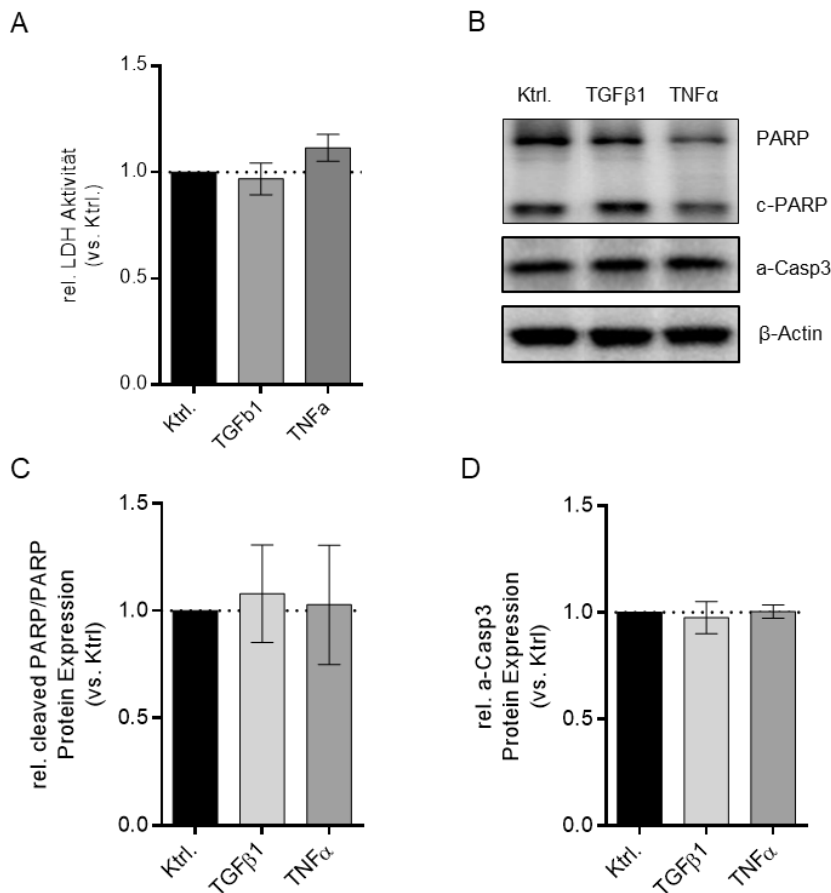 A
1.5
1.0
0.5
0.0
rel. LDH Aktivität
(vs. Ktrl.)
Ktrl.
TGFb1
TNFa
B
Ktrl. TGFβ1 TNFα
PARP
c-PARP
a-Casp3
β-Actin
C
1.5
1.0
0.5
0.0
rel. cleaved PARP/PARP
Protein Expression
(vs. Ktrl)
Ktrl.
TGFβ1
TNFα
D
1.5
1.0
0.5
0.0
rel. a-Casp3
Protein Expression
(vs. Ktrl)
Ktrl.
TGFβ1
TNFα